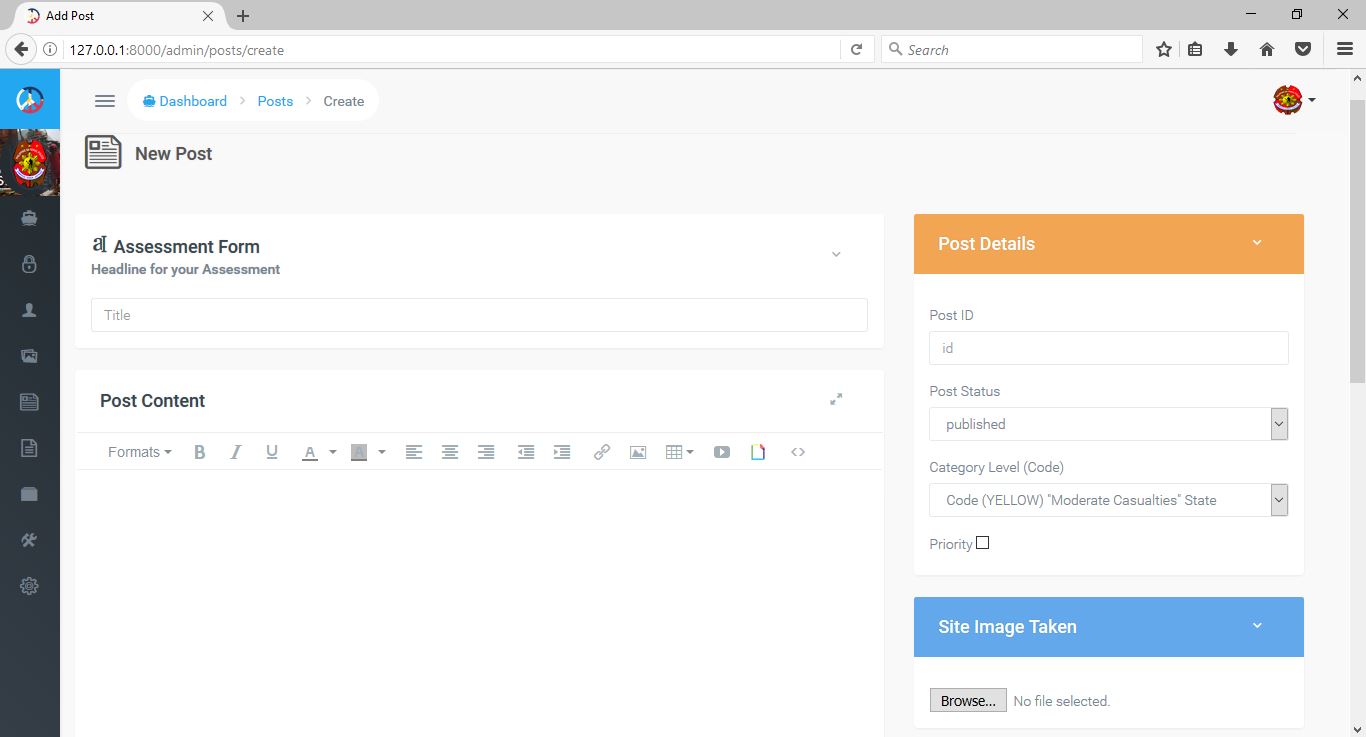 Add Post
127.0.0.1:8000/admin/posts/create
Search
Dashboard
Posts
Create
New Post
Assessment Form
Headline for your Assessment
Title
Post Content
Formats
Post Details
Post ID
id
Post Status
published
Category Level (Code)
Code (YELLOW) "Moderate Casualties" State
Priority
Site Image Taken
Browse... No file selected.